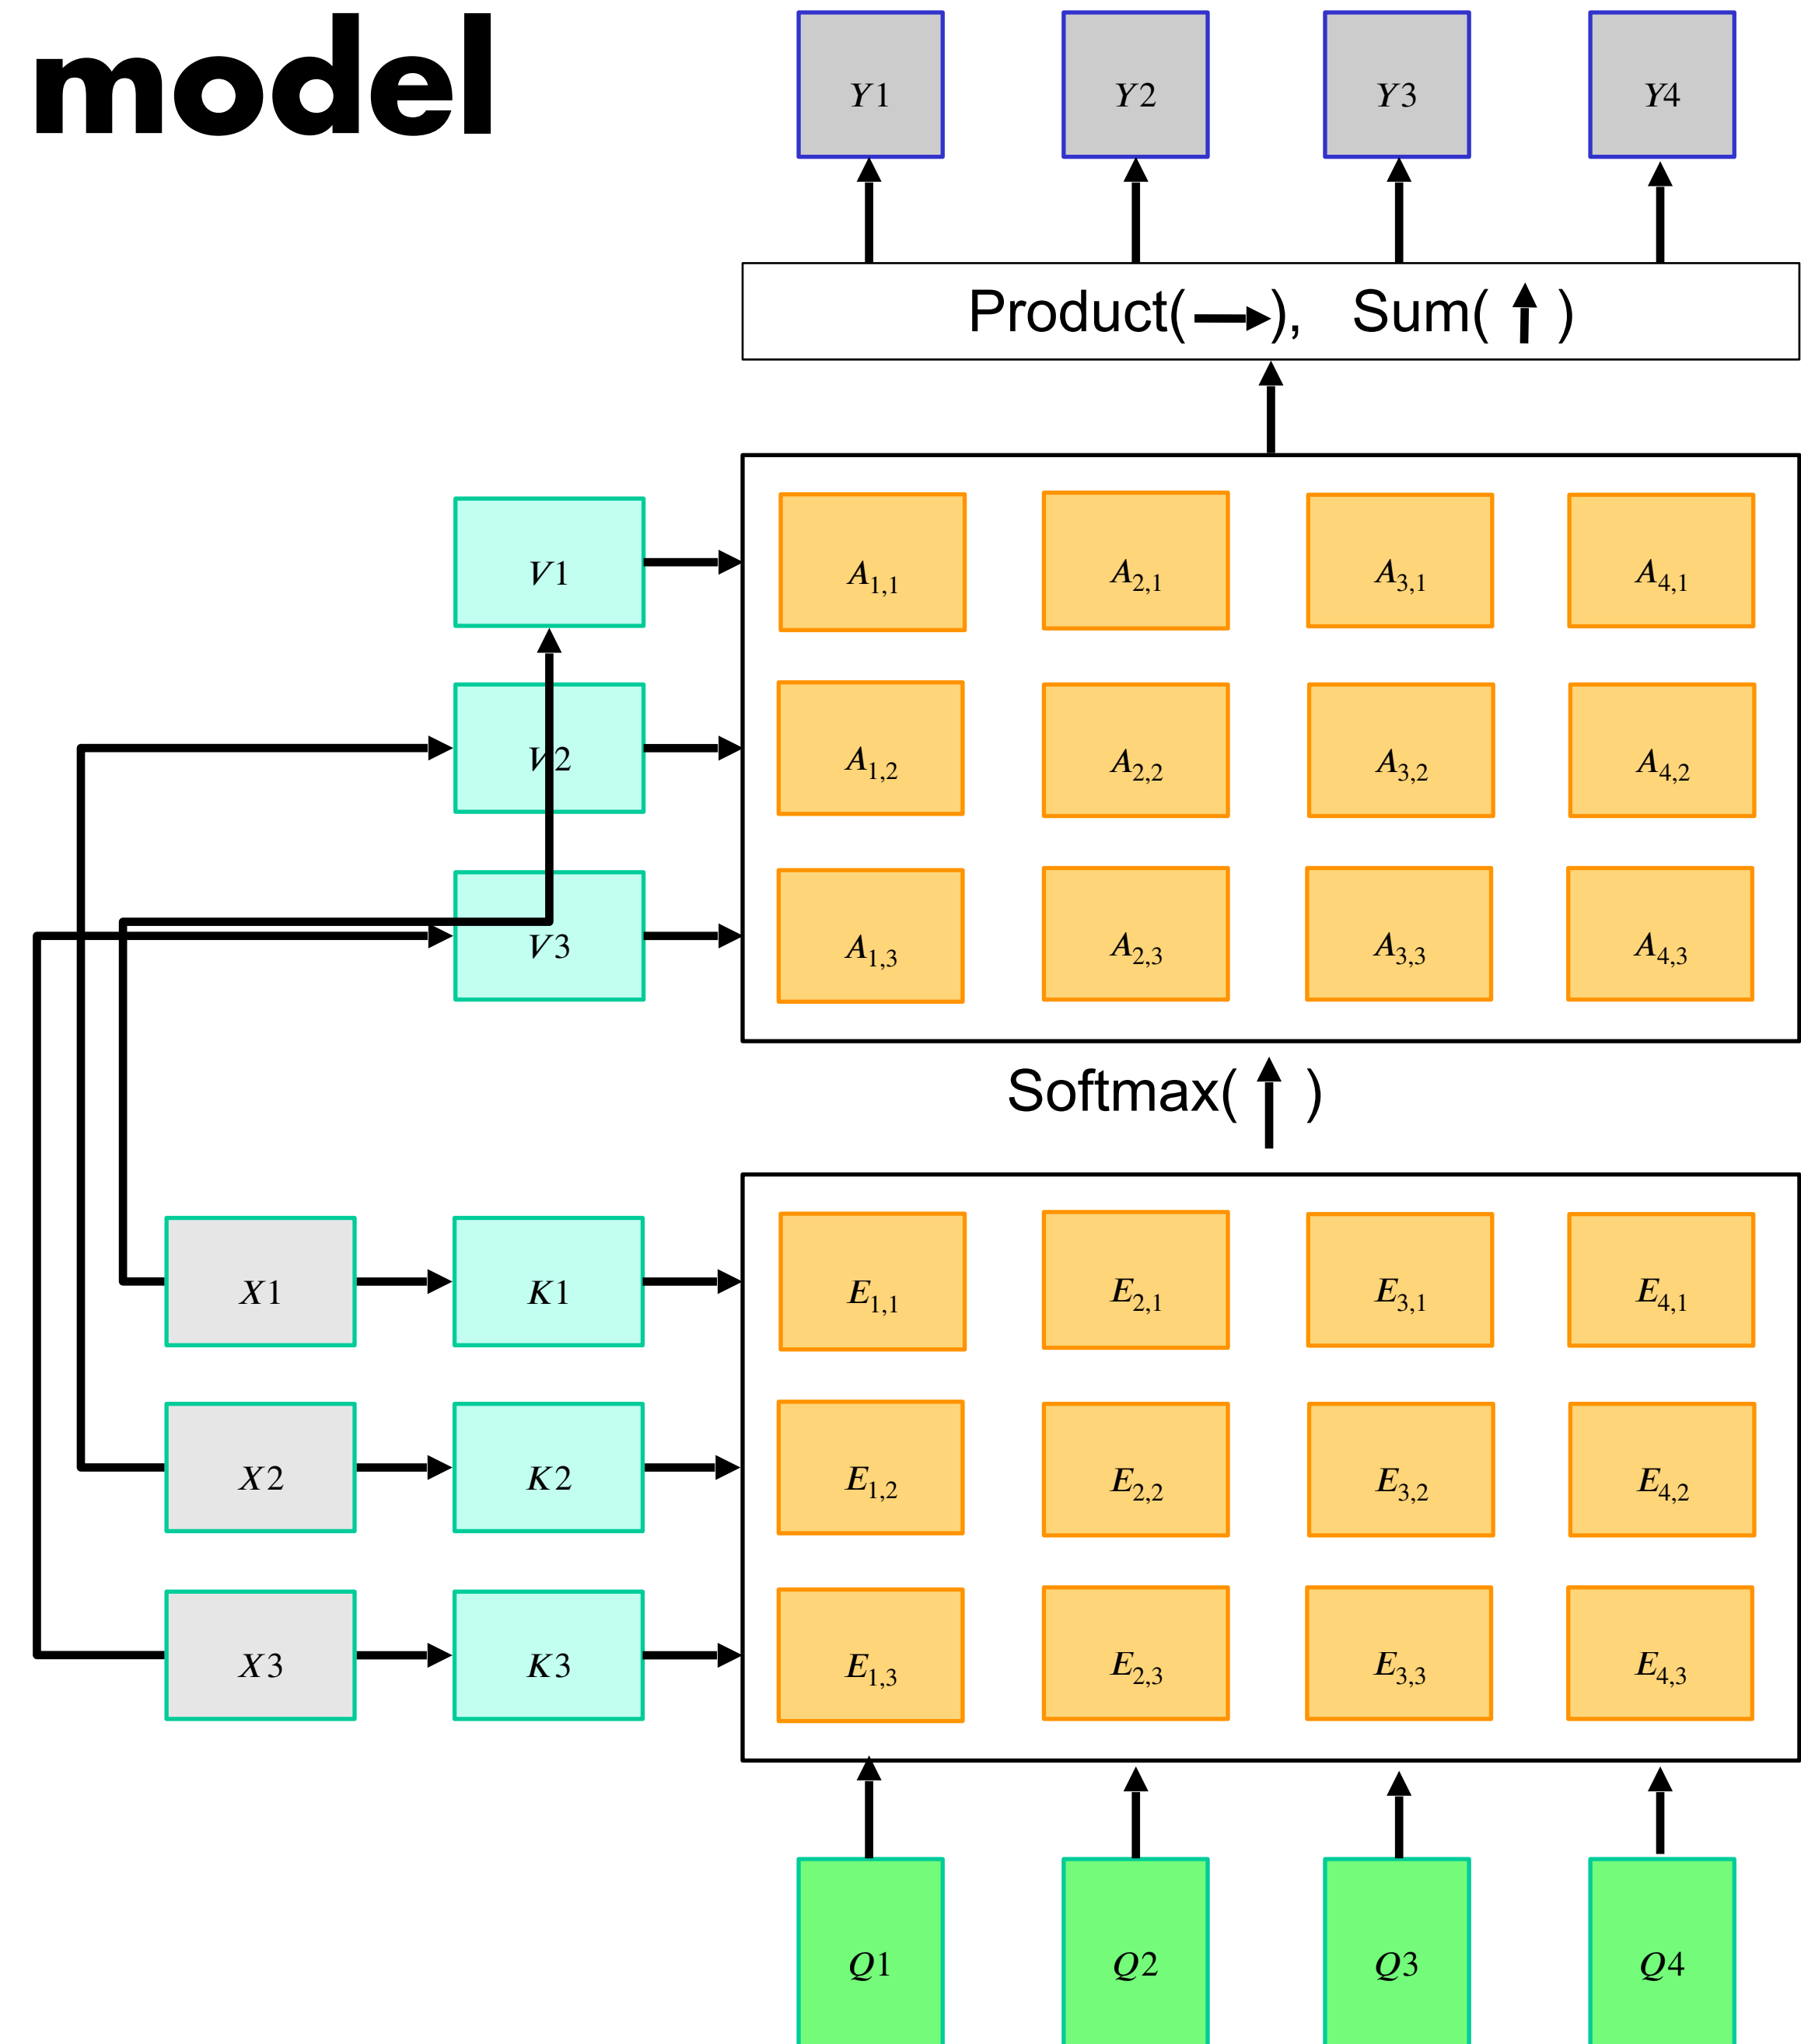 model
Y1 Y2 Y3 Y4
Product(→), Sum(↑)
V1 A1,1 A2,1 A3,1 A4,1
V2 A1,2 A2,2 A3,2 A4,2
V3 A1,3 A2,3 A3,3 A4,3
Softmax(↑)
X1 K1 E1,1 E2,1 E3,1 E4,1
X2 K2 E1,2 E2,2 E3,2 E4,2
X3 K3 E1,3 E2,3 E3,3 E4,3
Q1 Q2 Q3 Q4